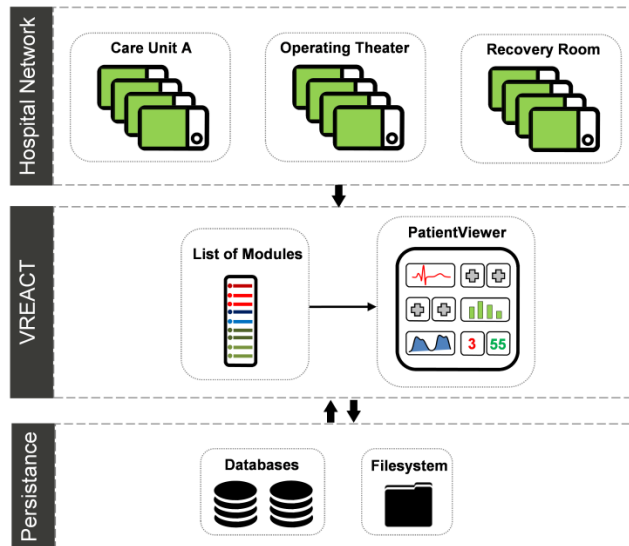 Hospital Network
Care Unit A
Operating Theater
Recovery Room
VREACT
List of Modules
PatientViewer
3
55
Persistance
Databases
Filesystem